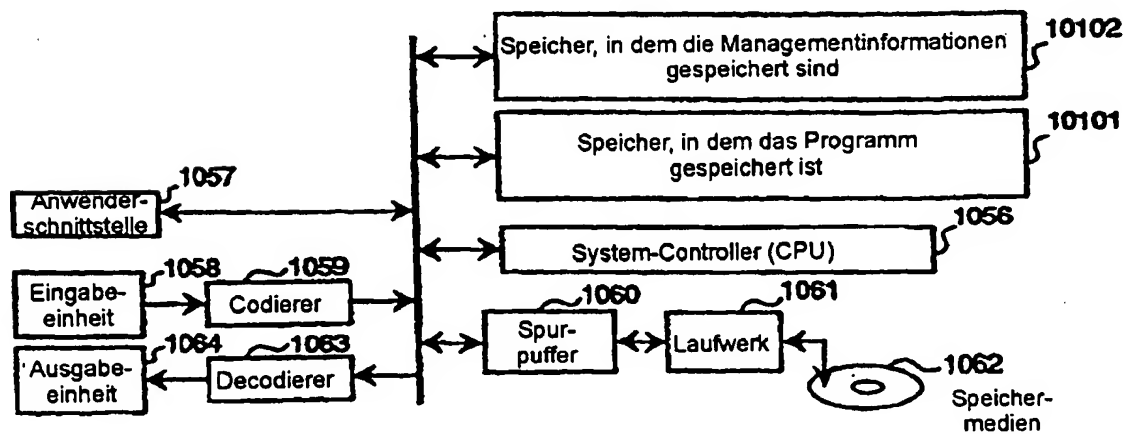 Speicher, in dem die Managementinformationen
gespeichert sind
10102
Speicher, in dem das Programm
gespeichert ist
10101
1057
Anwender-
schnittstelle
System-Controller (CPU)
1056
1058
Eingabe-
einheit
1059
Codierer
1060
Spur-
puffer
1061
Laufwerk
1064
Ausgabe-
einheit
1063
Decodierer
1062
Speicher-
medien